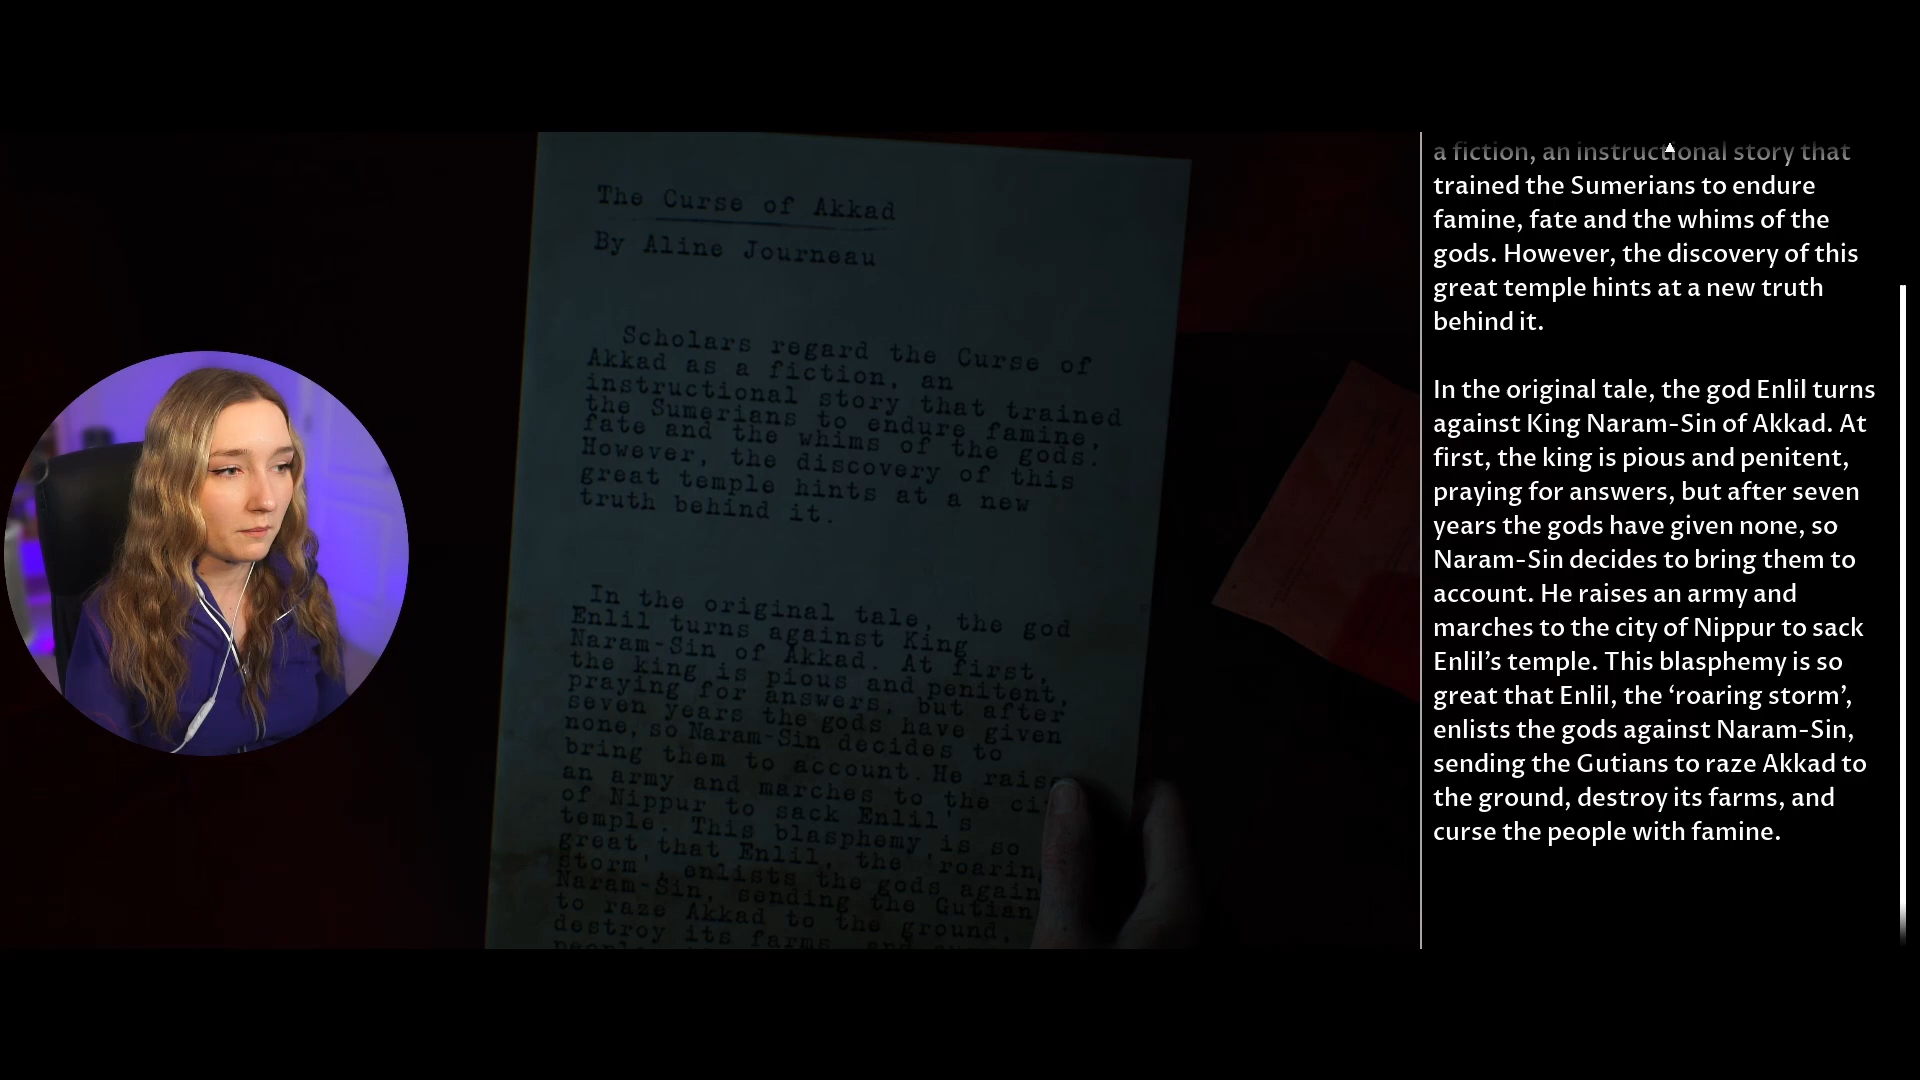 The Curse of Akkad
By Aline Journeau
Scholars regard the Curse of
Akkad as a fiction, an
instructional story that trained
the Sumerians to endure famine,
fate and the whims of the gods.
However, the discovery of this
great temple hints at a new
truth behind it.
In the original tale, the god
Enlil turns against King
Naram-Sin of Akkad. At first,
the king is pious and penitent,
praying for answers, but after
seven years the gods have given
none, so Naram-Sin decides to
bring them to account. He raise
an army and marches to the ci
of Nippur to sack Enlil's
temple. This blasphemy is so
great that Enlil, the 'roaring
storm', enlists the gods again
Naram-Sin, sending the Gutian
to raze Akkad to the ground,
destroy its farms, and
a fiction, an instructional story that
trained the Sumerians to endure
famine, fate and the whims of the
gods. However, the discovery of this
great temple hints at a new truth
behind it.
In the original tale, the god Enlil turns
against King Naram-Sin of Akkad. At
first, the king is pious and penitent,
praying for answers, but after seven
years the gods have given none, so
Naram-Sin decides to bring them to
account. He raises an army and
marches to the city of Nippur to sack
Enlil's temple. This blasphemy is so
great that Enlil, the ‘roaring storm’,
enlists the gods against Naram-Sin,
sending the Gutians to raze Akkad to
the ground, destroy its farms, and
curse the people with famine.